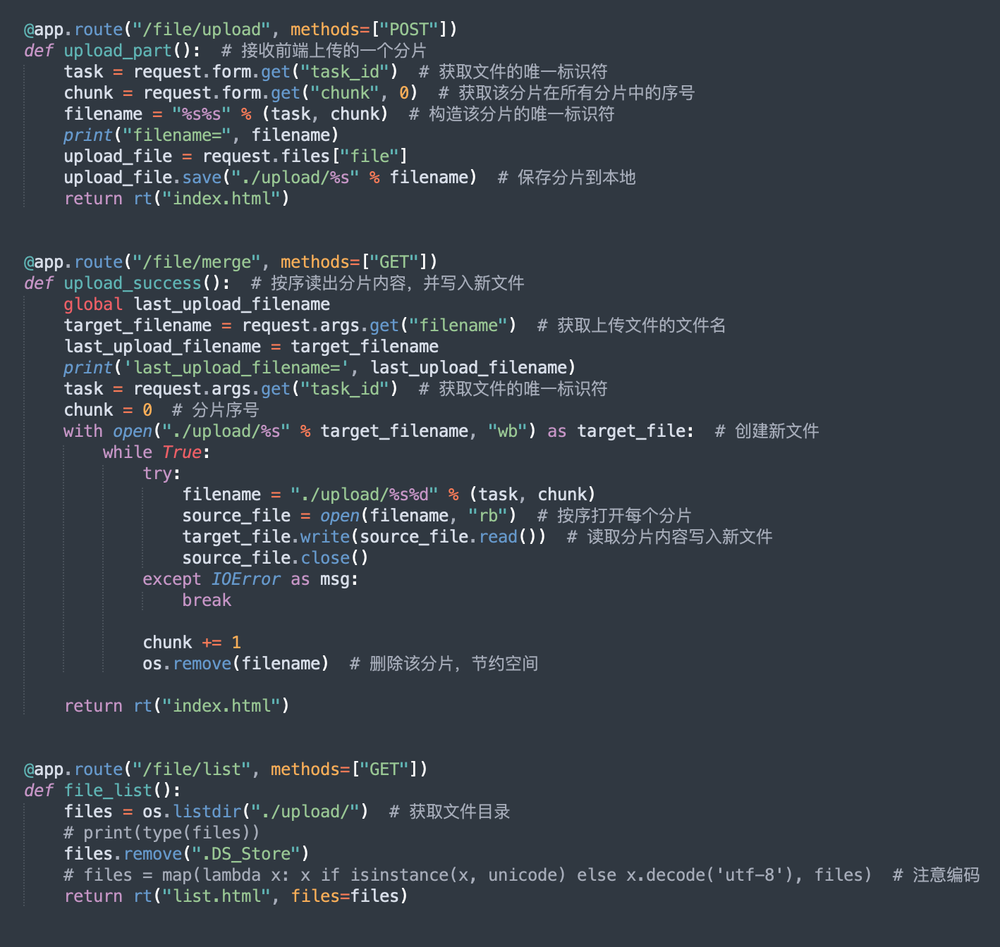 @app.route("/file/upload", methods=["POST"])
def upload_part():  # 接收前端上传的一个分片
    task = request.form.get("task_id")  # 获取文件的唯一标识符
    chunk = request.form.get("chunk", 0)  # 获取该分片在所有分片中的序号
    filename = "%s%s" % (task, chunk)  # 构造该分片的唯一标识符
    print("filename=", filename)
    upload_file = request.files["file"]
    upload_file.save("./upload/%s" % filename)  # 保存分片到本地
    return rt("index.html")

@app.route("/file/merge", methods=["GET"])
def upload_success():  # 按序读出分片内容，并写入新文件
    global last_upload_filename
    target_filename = request.args.get("filename")  # 获取上传文件的文件名
    last_upload_filename = target_filename
    print('last_upload_filename=', last_upload_filename)
    task = request.args.get("task_id")  # 获取文件的唯一标识符
    chunk = 0  # 分片序号
    with open("./upload/%s" % target_filename, "wb") as target_file:  # 创建新文件
        while True:
            try:
                filename = "./upload/%s%d" % (task, chunk)
                source_file = open(filename, "rb")  # 按序打开每个分片
                target_file.write(source_file.read())  # 读取分片内容写入新文件
                source_file.close()
            except IOError as msg:
                break

            chunk += 1
            os.remove(filename)  # 删除该分片，节约空间

    return rt("index.html")

@app.route("/file/list", methods=["GET"])
def file_list():
    files = os.listdir("./upload/")  # 获取文件目录
    # print(type(files))
    files.remove(".DS_Store")
    # files = map(lambda x: x if isinstance(x, unicode) else x.decode('utf-8'), files)  # 注意编码
    return rt("list.html", files=files)